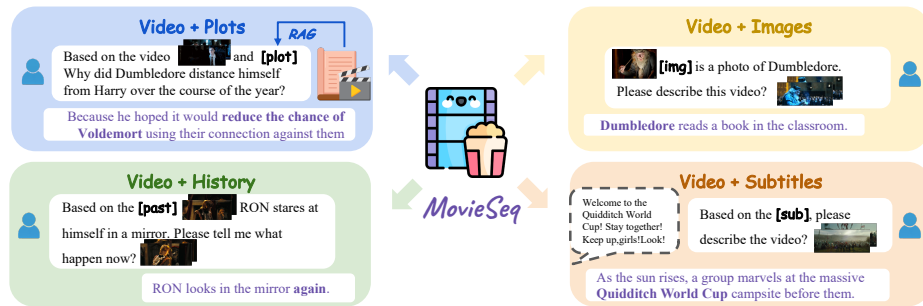 Video + Plots
RAG
Based on the video and [plot]
Why did Dumbledore distance himself
from Harry over the course of the year?
Because he hoped it would reduce the chance of
Voldemort using their connection against them
Video + Images
[img] is a photo of Dumbledore.
Please describe this video?
Dumbledore reads a book in the classroom.
MovieSeq
Video + History
Based on the [past] RON stares at
himself in a mirror. Please tell me what
happen now?
RON looks in the mirror again.
Video + Subtitles
Welcome to the
Quidditch World
Cup! Stay together!
Keep up,girls!Look!
Based on the [sub], please
describe the video?
As the sun rises, a group marvels at the massive
Quidditch World Cup campsite before them.